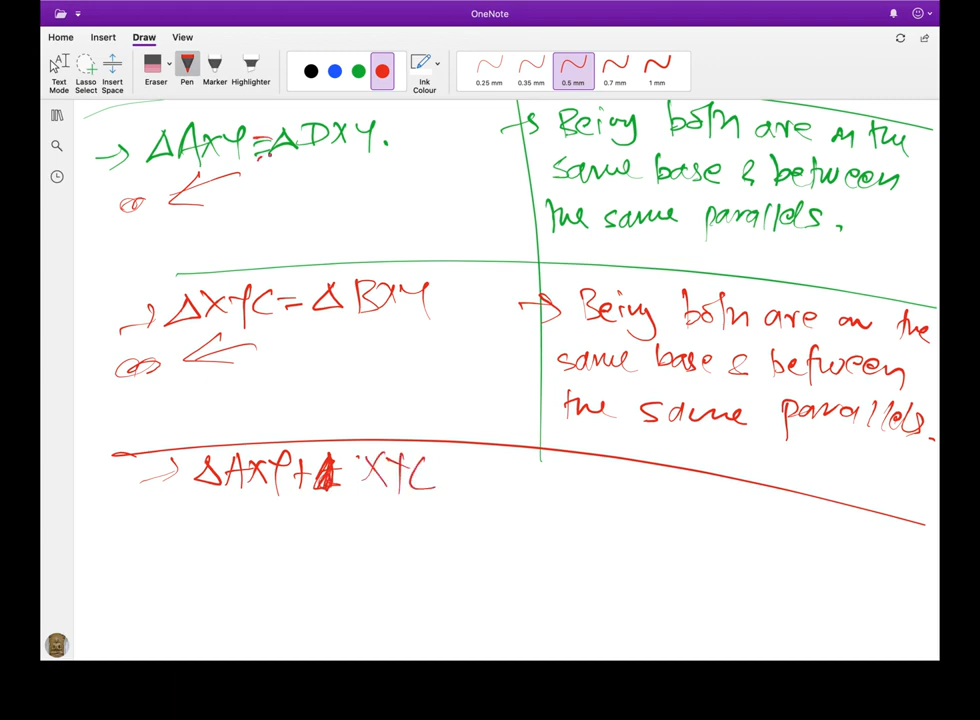 OneNote
Home Insert Draw View
Text Mode Lasso Select Insert Space Eraser Pen Marker Highlighter Ink Colour 0.25 mm 0.35 mm 0.5 mm 0.7 mm 1 mm
→ ΔAXY = ΔDXY.
→ Being both are on the
same base & between
the same parallels.
→ ΔXYC = ΔBXY
→ Being both are on the
same base & between
the same parallels.
→ ΔAXY + XYC